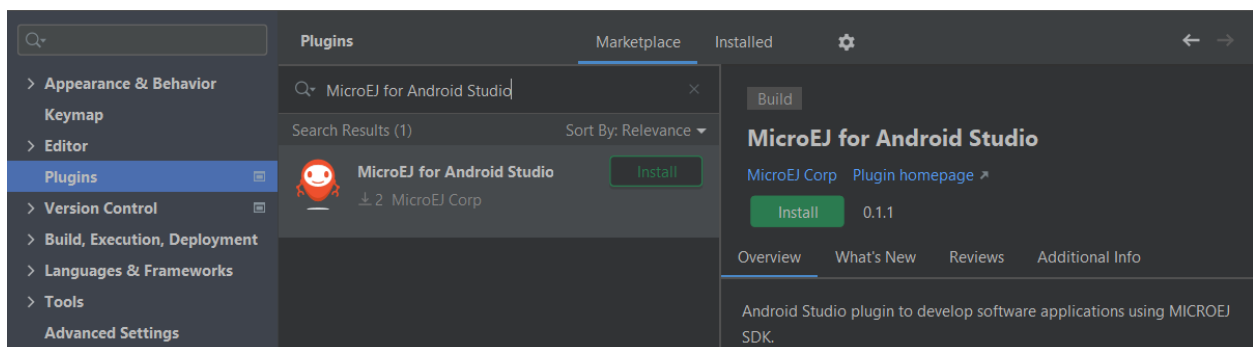 Appearance & Behavior
Keymap
Editor
Plugins
Version Control
Build, Execution, Deployment
Languages & Frameworks
Tools
Advanced Settings
Plugins
Marketplace
Installed
MicroEJ for Android Studio
Search Results (1)
Sort By: Relevance
MicroEJ for Android Studio
Install
2 MicroEJ Corp
Build
MicroEJ for Android Studio
MicroEJ Corp Plugin homepage
Install 0.1.1
Overview What's New Reviews Additional Info
Android Studio plugin to develop software applications using MICROEJ
SDK.